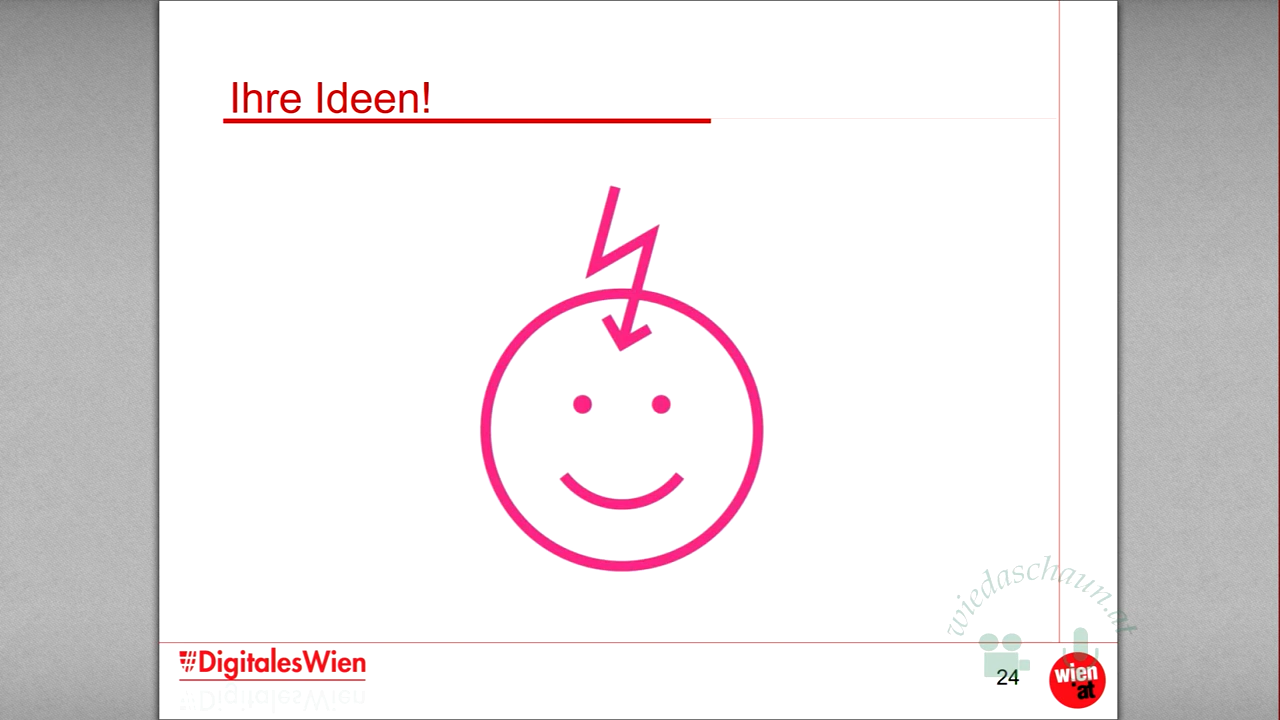 Ihre Ideen!
wiedaschaun.at
#DigitalesWien
24
wien
.at